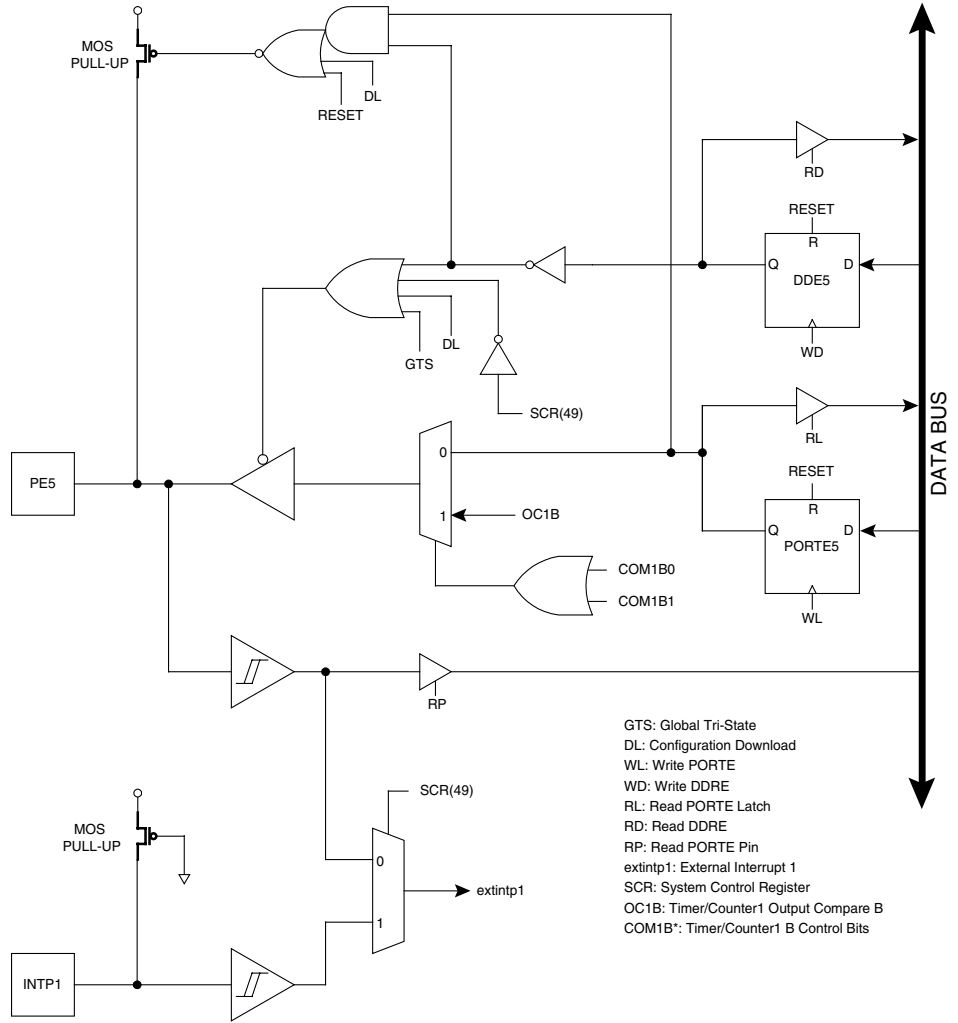 MOS
PULL-UP
DL
RESET
RD
RESET
R
Q
D
DDE5
WD
DL
GTS
SCR(49)
RL
0
PE5
RESET
R
OC1B
1
Q
D
PORTE5
COM1B0
COM1B1
WL
DATA BUS
RP
GTS: Global Tri-State
DL: Configuration Download
WL: Write PORTE
WD: Write DDRE
RL: Read PORTE Latch
RD: Read DDRE
RP: Read PORTE Pin
extintp1: External Interrupt 1
SCR: System Control Register
OC1B: Timer/Counter1 Output Compare B
COM1B*: Timer/Counter1 B Control Bits
SCR(49)
MOS
PULL-UP
0
extintp1
1
INTP1